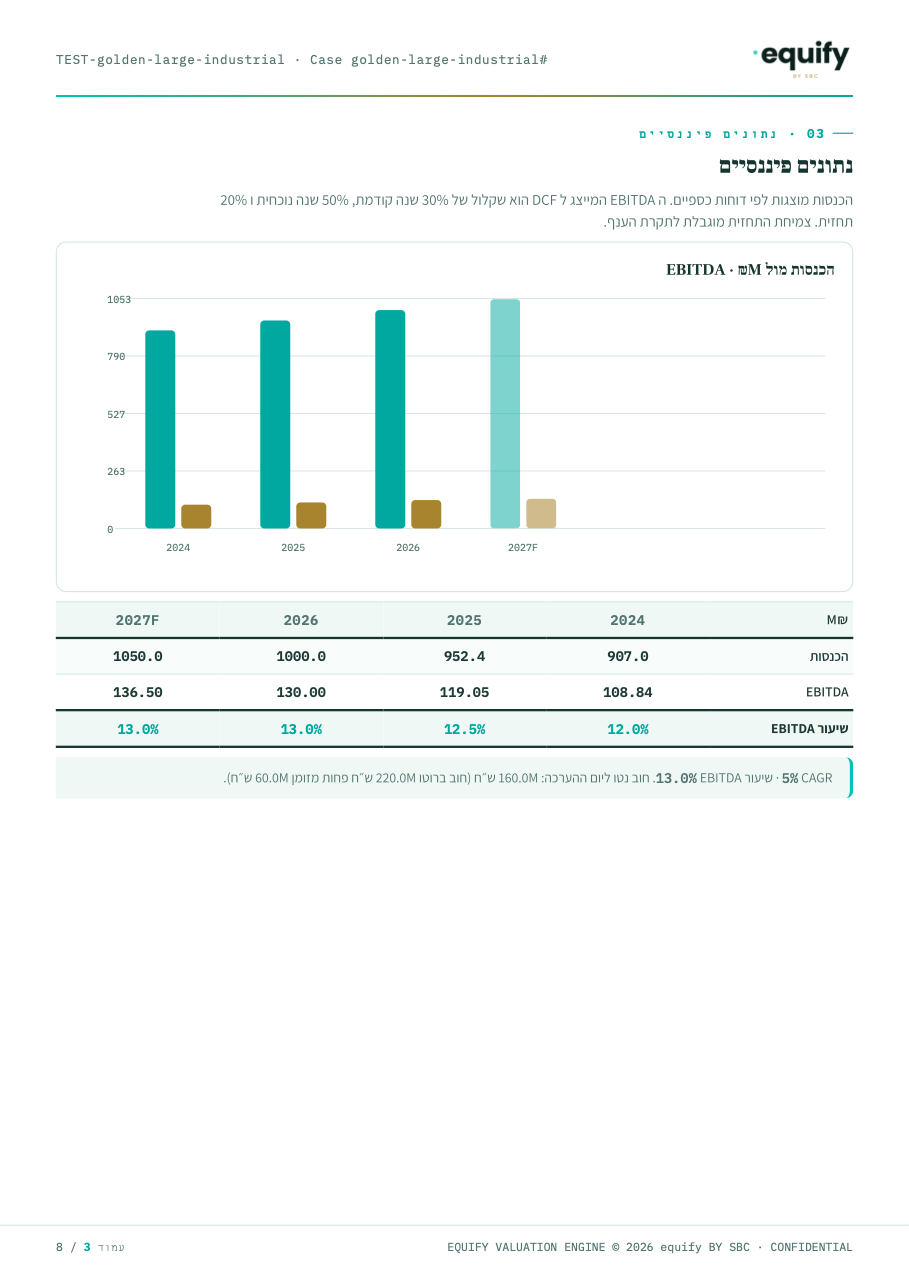 TEST-golden-large-industrial · Case golden-large-industrial#
equify
BY SBC
03 · נתונים פיננסיים
נתונים פיננסיים
הכנסות מוצגות לפי דוחות כספיים. ה EBITDA המייצג ל DCF הוא שקלול של 30% שנה קודמת, 50% שנה נוכחית ו 20%
תחזית. צמיחת התחזית מוגבלת לתקרת הענף.
הכנסות מול EBITDA · ₪M
1053
790
527
263
0
2024 2025 2026 2027F
₪M 2024 2025 2026 2027F
הכנסות 907.0 952.4 1000.0 1050.0
EBITDA 108.84 119.05 130.00 136.50
שיעור EBITDA 12.0% 12.5% 13.0% 13.0%
CAGR 5% · שיעור EBITDA 13.0%. חוב נטו ליום ההערכה: 160.0M ש״ח (חוב ברוטו 220.0M ש״ח פחות מזומן 60.0M ש״ח).
EQUIFY VALUATION ENGINE © 2026 equify BY SBC · CONFIDENTIAL
עמוד 3 / 8